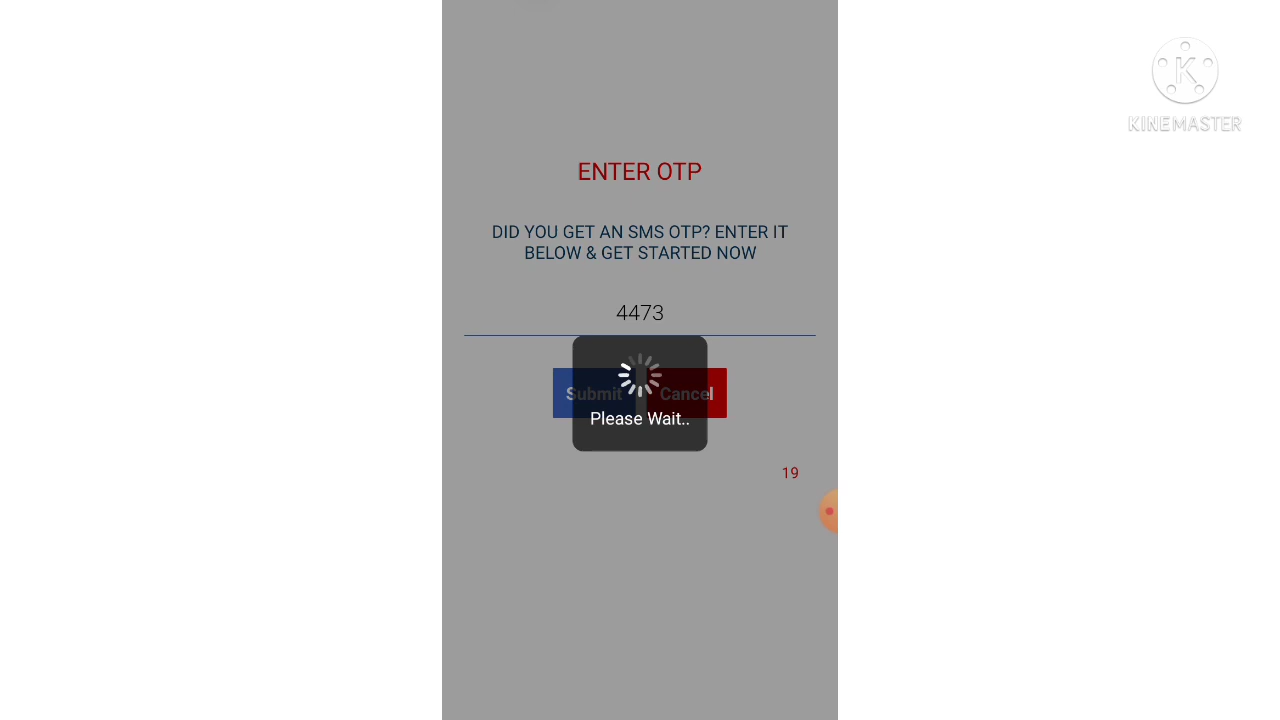 KINEMASTER
ENTER OTP
DID YOU GET AN SMS OTP? ENTER IT
BELOW & GET STARTED NOW
4473
Submit Cancel
Please Wait..
19